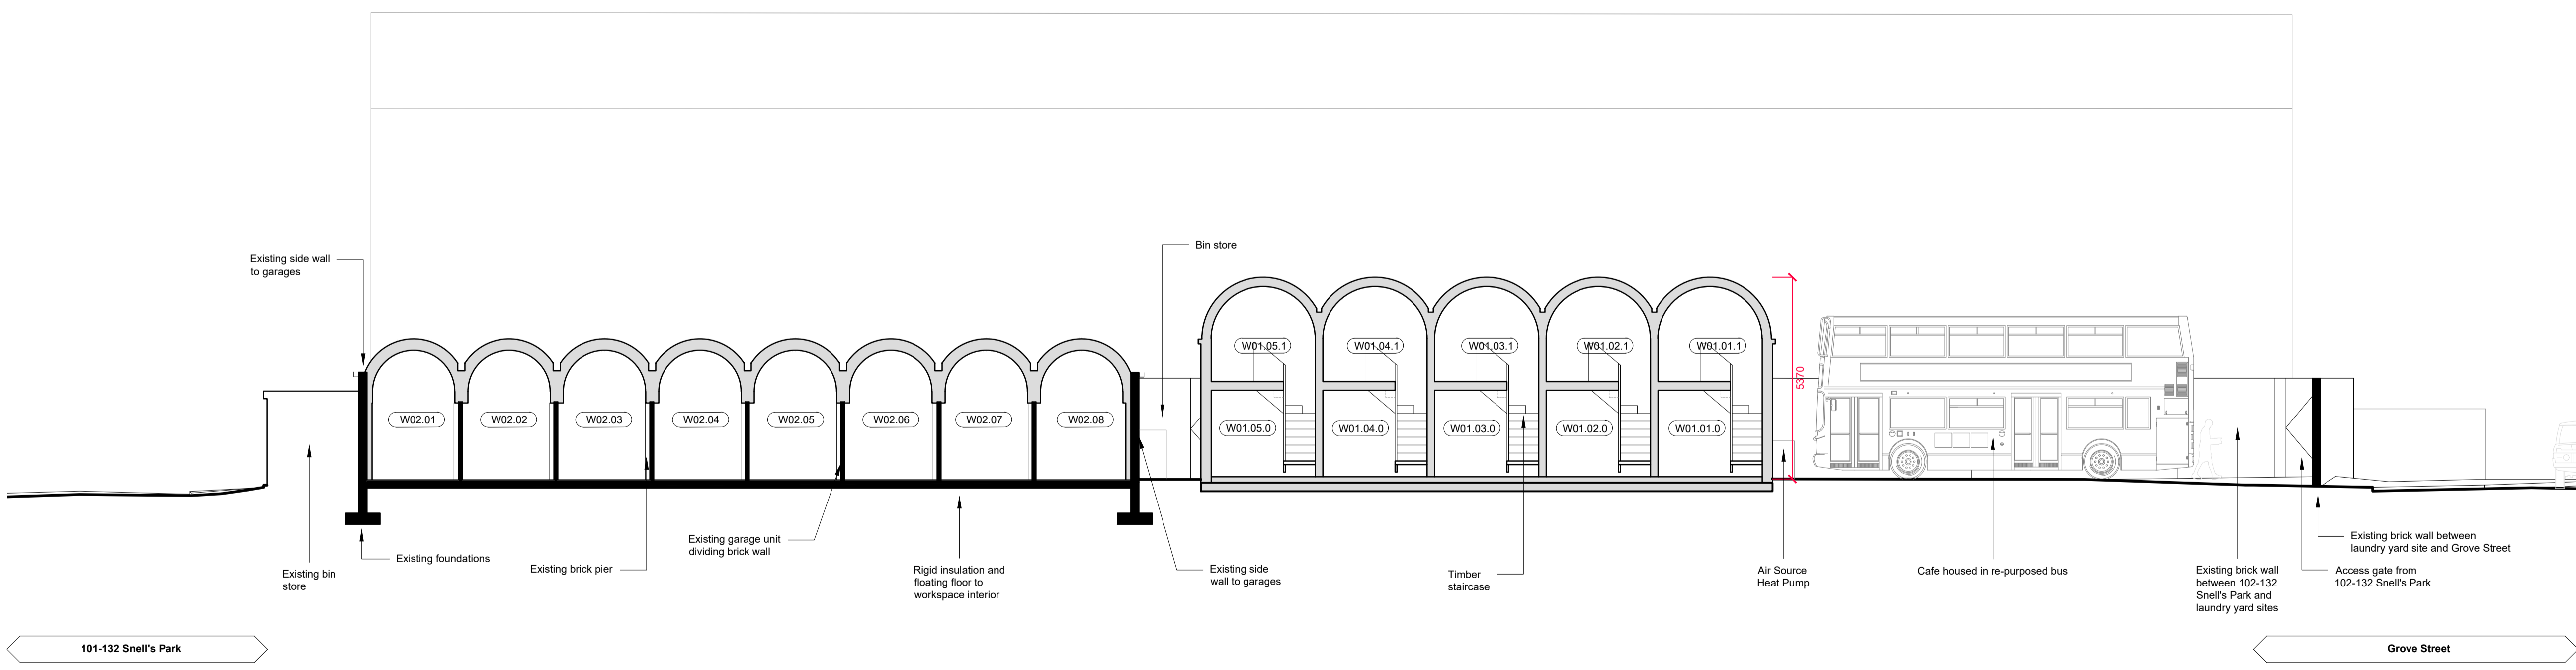 Bin store
Existing side wall
to garages
W01.05.1
W01.04.1
W01.03.1
W01.02.1
W01.01.1
5370
W02.01
W02.02
W02.03
W02.04
W02.05
W02.06
W02.07
W02.08
W01.05.0
W01.04.0
W01.03.0
W01.02.0
W01.01.0
Existing bin
store
Existing foundations
Existing brick pier
Existing garage unit
dividing brick wall
Rigid insulation and
floating floor to
workspace interior
Existing side
wall to garages
Timber
staircase
Air Source
Heat Pump
Cafe housed in re-purposed bus
Existing brick wall
between 102-132
Snell's Park and
laundry yard sites
Existing brick wall between
laundry yard site and Grove Street
Access gate from
102-132 Snell's Park
101-132 Snell's Park
Grove Street